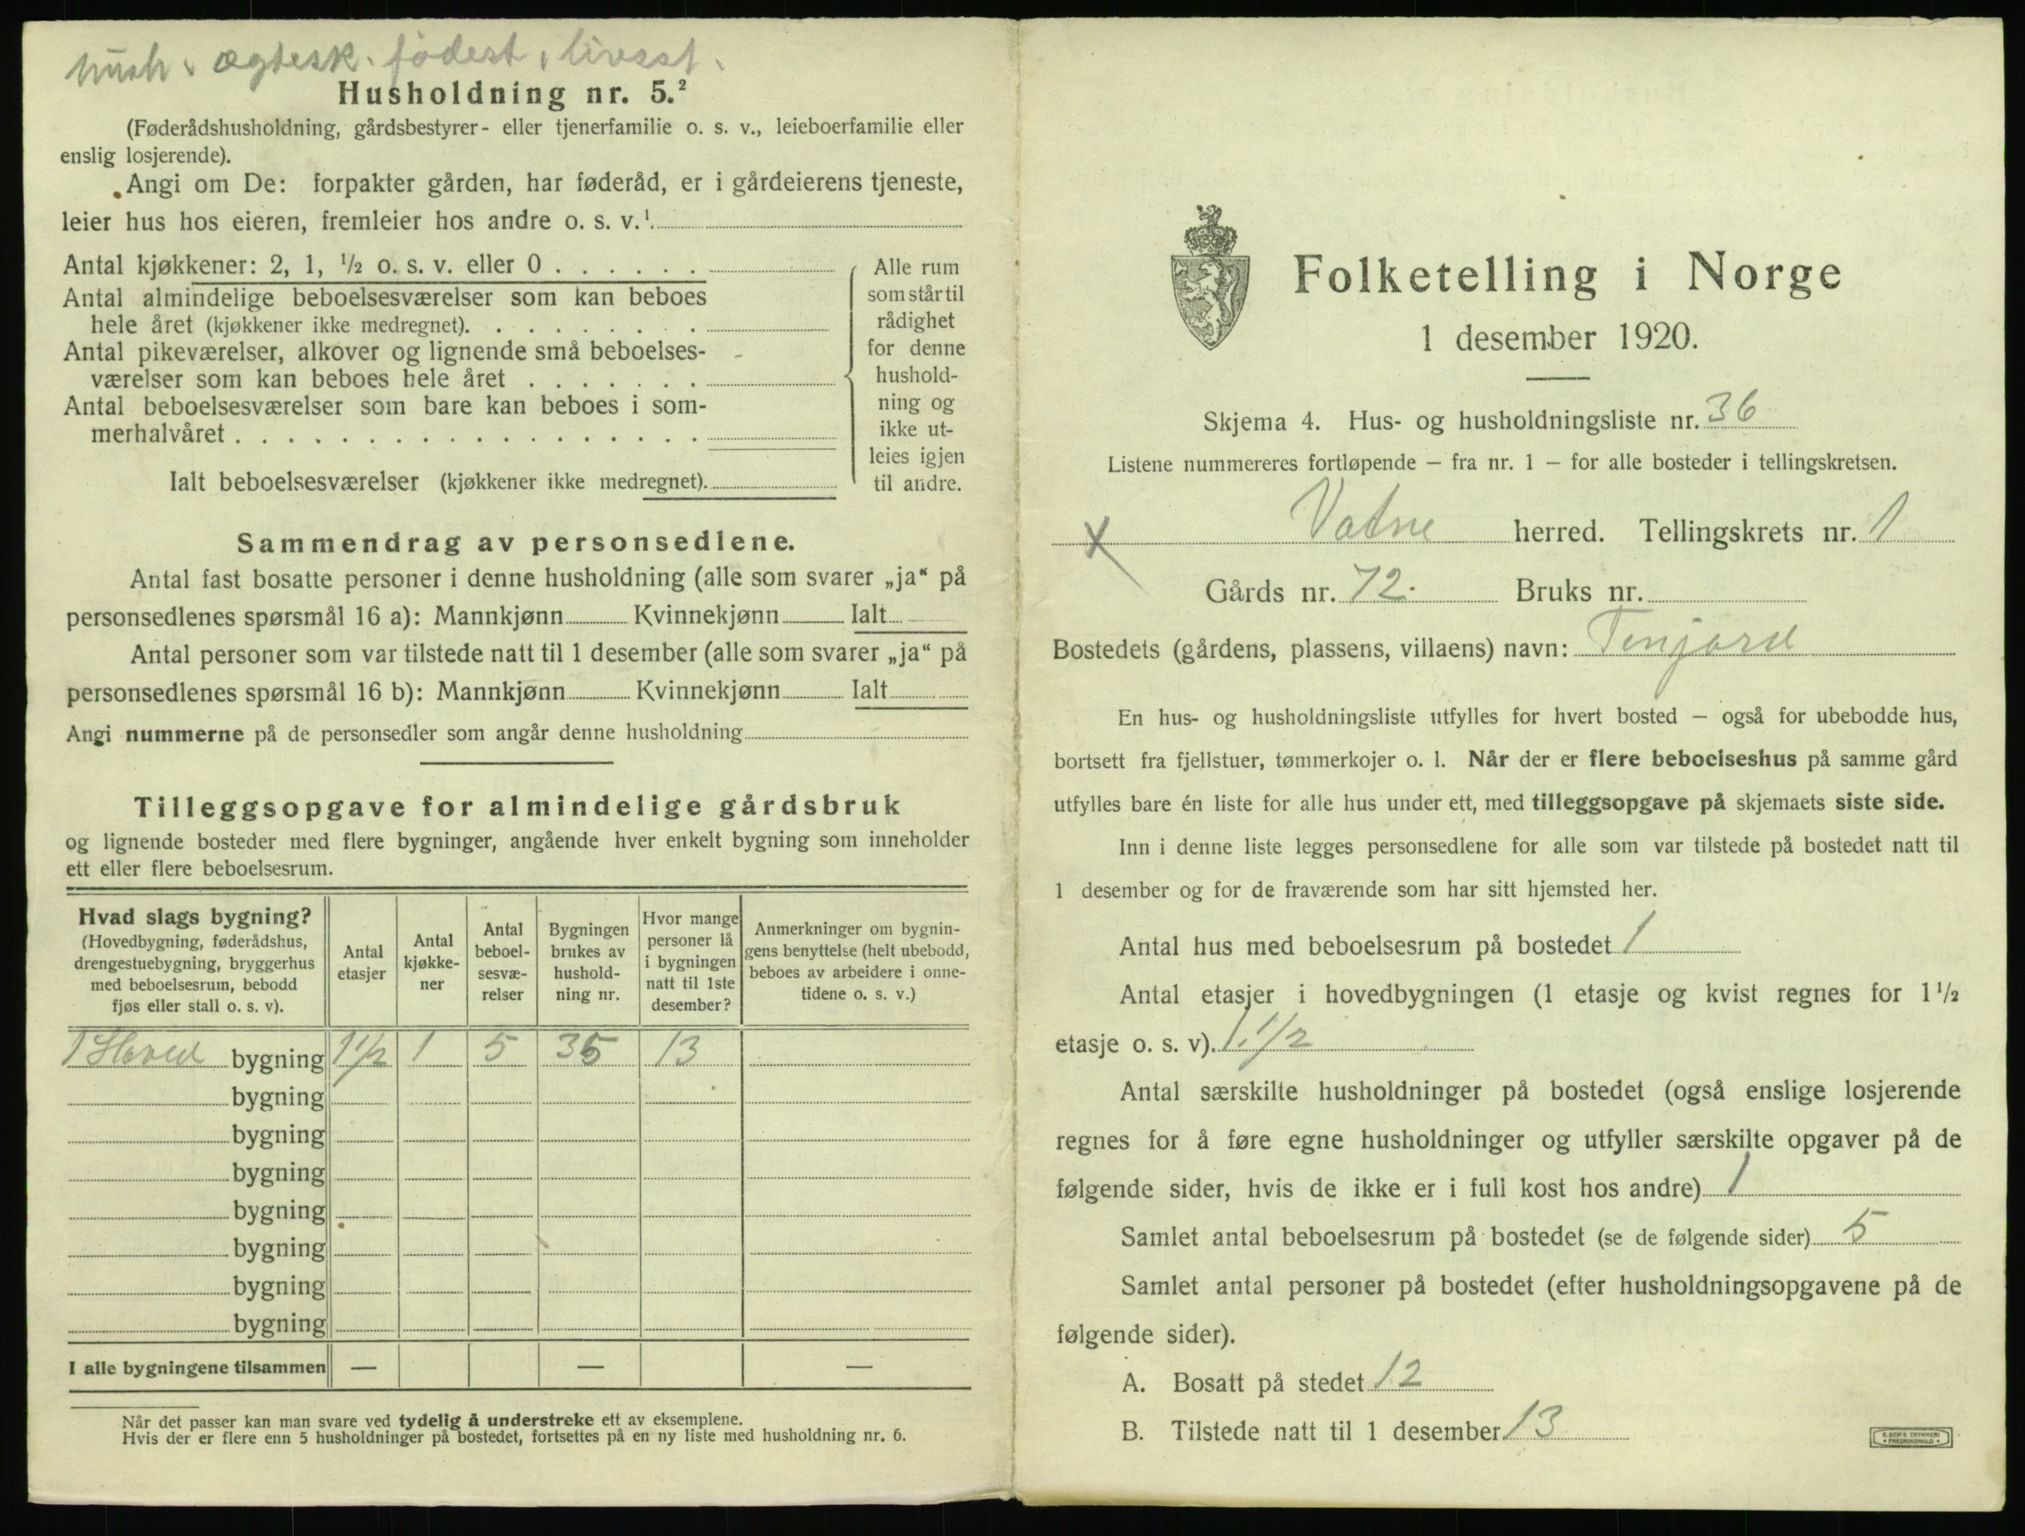 hush. ægtesk. fødest. livsst.
Husholdning nr. 5.²
(Føderådshusholdning, gårdsbestyrer- eller tjenerfamilie o. s. v., leieboerfamilie eller
enslig losjerende).
Angi om De: forpakter gården, har føderåd, er i gårdeierens tjeneste,
leier hus hos eieren, fremleier hos andre o. s. v.¹
Antal kjøkkener: 2, 1, ½ o. s. v. eller 0
Antal almindelige beboelsesværelser som kan beboes
hele året (kjøkkener ikke medregnet).
Antal pikeværelser, alkover og lignende små beboelses-
værelser som kan beboes hele året
Antal beboelsesværelser som bare kan beboes i som-
merhalvåret
Ialt beboelsesværelser (kjøkkener ikke medregnet).
Alle rum
som står til
rådighet
for denne
hushold-
ning og
ikke ut-
leies igjen
til andre.
Sammendrag av personsedlene.
Antal fast bosatte personer i denne husholdning (alle som svarer „ja“ på
personsedlenes spørsmål 16 a): Mannkjønn Kvinnekjønn Ialt
Antal personer som var tilstede natt til 1 desember (alle som svarer „ja“ på
personsedlenes spørsmål 16 b): Mannkjønn Kvinnekjønn Ialt
Angi nummerne på de personsedler som angår denne husholdning
Tilleggsopgave for almindelige gårdsbruk
og lignende bosteder med flere bygninger, angående hver enkelt bygning som inneholder
ett eller flere beboelsesrum.
Hvad slags bygning?
(Hovedbygning, føderådshus,
drengestuebygning, bryggerhus
med beboelsesrum, bebodd
fjøs eller stall o. s. v).
Antal
etasjer
Antal
kjøkke-
ner
Antal
beboel-
sesvæ-
relser
Bygningen
brukes av
hushold-
ning nr.
Hvor mange
personer lå
i bygningen
natt til 1ste
desember?
Anmerkninger om bygnin-
gens benyttelse (helt ubebodd,
beboes av arbeidere i onne-
tidene o. s. v.)
1 Hoved bygning 1½ 1 5 36 13
bygning
bygning
bygning
bygning
bygning
bygning
bygning
I alle bygningene tilsammen — — —
Når det passer kan man svare ved tydelig å understreke ett av eksemplene.
Hvis der er flere enn 5 husholdninger på bostedet, fortsettes på en ny liste med husholdning nr. 6.
Folketelling i Norge
1 desember 1920.
Skjema 4. Hus- og husholdningsliste nr. 36
Listene nummereres fortløpende – fra nr. 1 – for alle bosteder i tellingskretsen.
x Vatne herred. Tellingskrets nr. 1
Gårds nr. 72. Bruks nr.
Bostedets (gårdens, plassens, villaens) navn: Tenjord
En hus- og husholdningsliste utfylles for hvert bosted – også for ubebodde hus,
bortsett fra fjellstuer, tømmerkojer o. l. Når der er flere beboelseshus på samme gård
utfylles bare én liste for alle hus under ett, med tilleggsopgave på skjemaets siste side.
Inn i denne liste legges personsedlene for alle som var tilstede på bostedet natt til
1 desember og for de fraværende som har sitt hjemsted her.
Antal hus med beboelsesrum på bostedet 1
Antal etasjer i hovedbygningen (1 etasje og kvist regnes for 1½
etasje o. s. v). 1.½
Antal særskilte husholdninger på bostedet (også enslige losjerende
regnes for å føre egne husholdninger og utfyller særskilte opgaver på de
følgende sider, hvis de ikke er i full kost hos andre) 1
Samlet antal beboelsesrum på bostedet (se de følgende sider) 5
Samlet antal personer på bostedet (efter husholdningsopgavene på de
følgende sider).
A. Bosatt på stedet 12
B. Tilstede natt til 1 desember 13